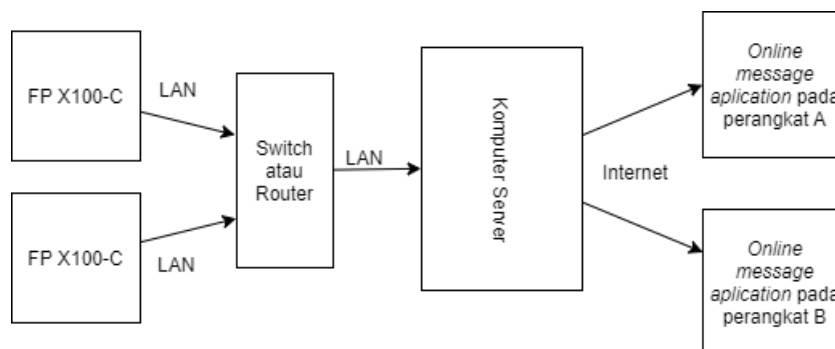 FP X100-C
LAN
Switch
atau
Router
LAN
FP X100-C
LAN
Komputer Server
Internet
Online
message
aplication pada
perangkat A
Online
message
aplication pada
perangkat B